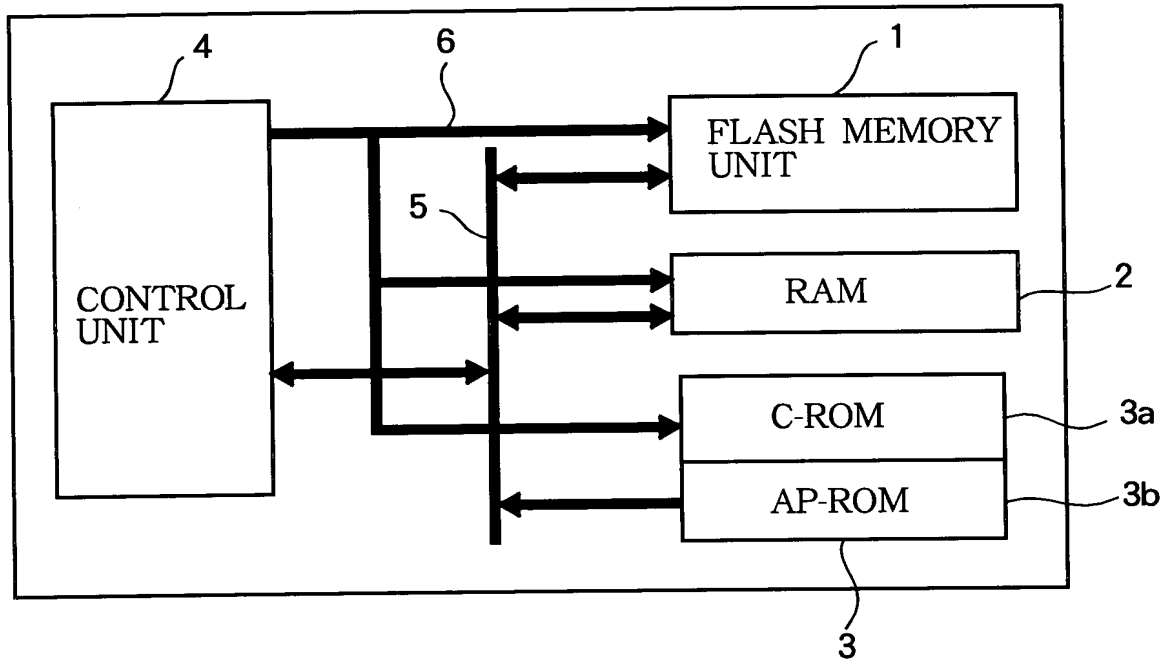 4
6
1
FLASH MEMORY
UNIT
5
CONTROL
UNIT
RAM
2
C-ROM
3a
AP-ROM
3b
3